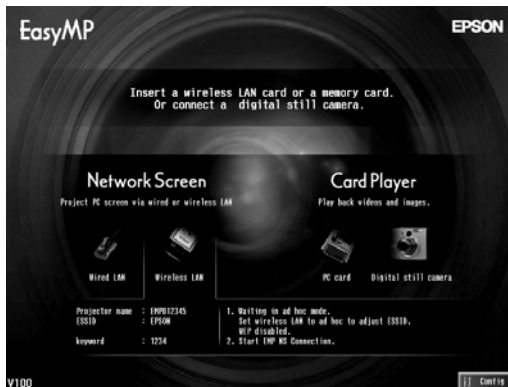 EasyMP
EPSON
Insert a wireless LAN card or a memory card.
Or connect a digital still camera.
Network Screen
Project PC screen via wired or wireless LAN
Wired LAN
Wireless LAN
Card Player
Play back videos and images.
PC card
Digital still camera
Projector name : EMP012345
ESSID : EPSON
keyword : 1234
1. Waiting in ad hoc mode.
Set wireless LAN to ad hoc to adjust ESSID.
WEP disabled.
2. Start EMP NS Connection.
V100
Config